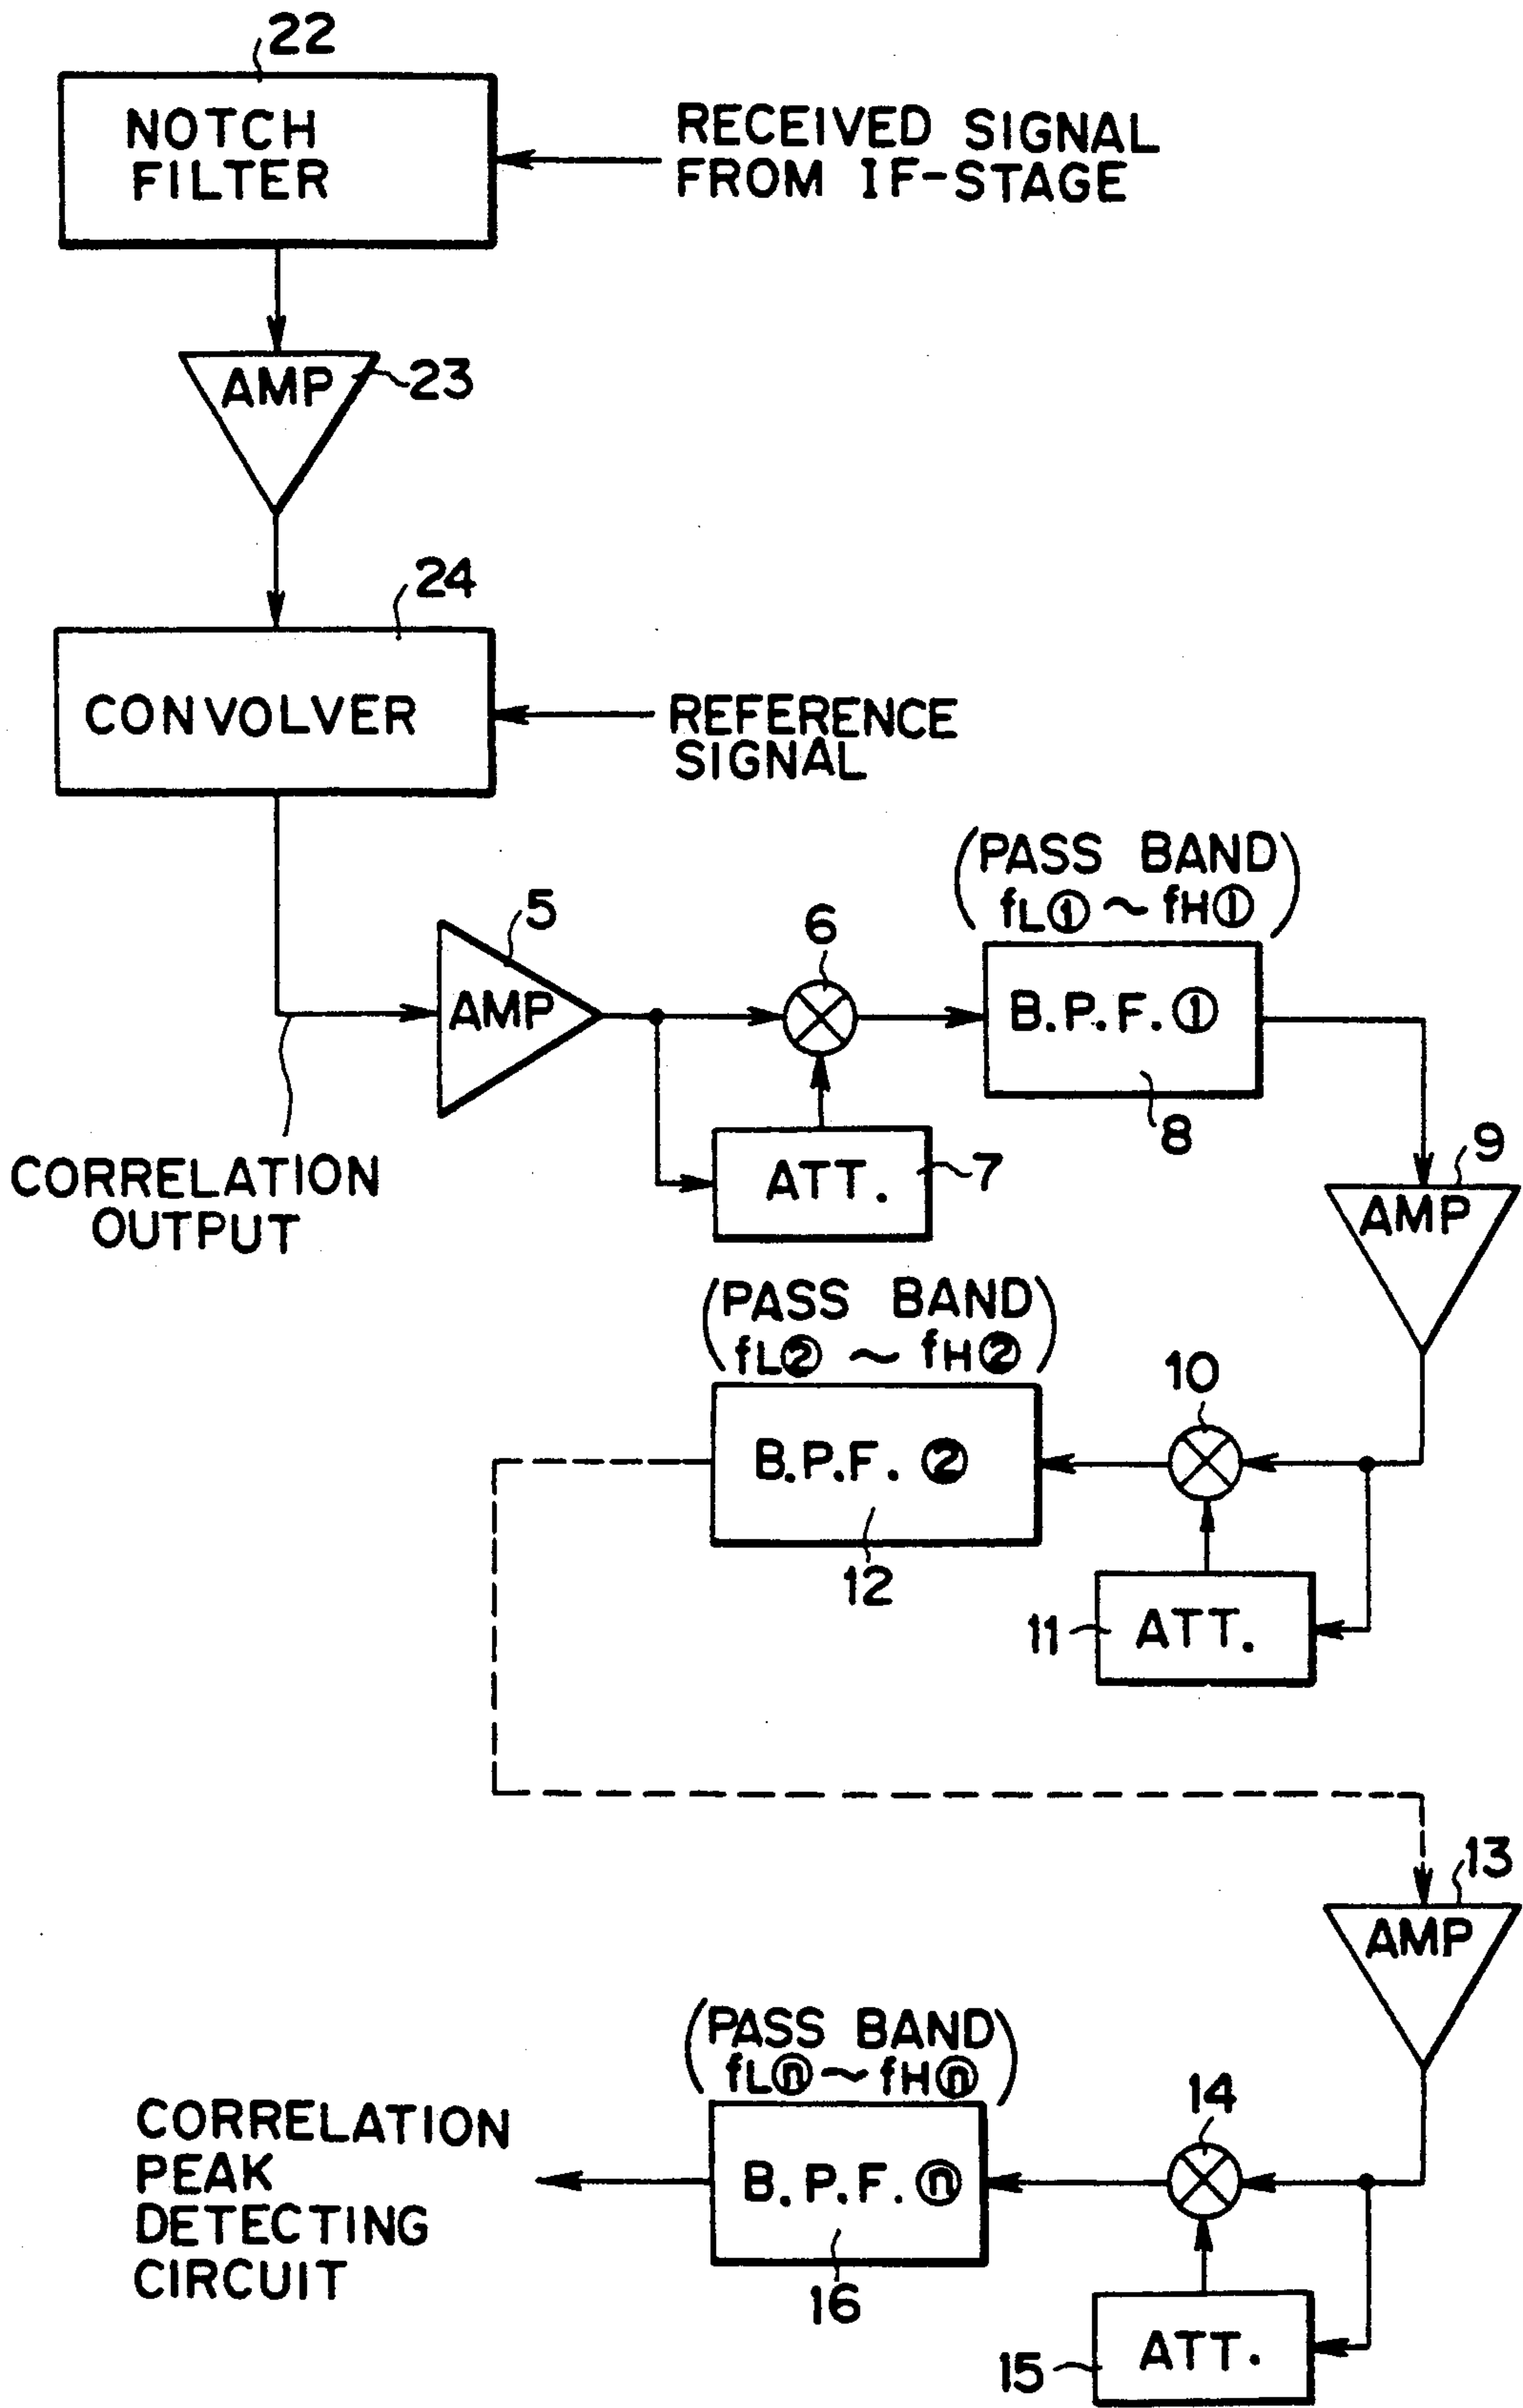 22
NOTCH
FILTER
RECEIVED SIGNAL
FROM IF-STAGE
AMP
23
24
CONVOLVER
REFERENCE
SIGNAL
(PASS BAND)
fL① ~ fH①
5
6
AMP
B.P.F. ①
8
CORRELATION
OUTPUT
ATT.
7
9
AMP
(PASS BAND)
fL② ~ fH②
10
B.P.F. ②
12
11
ATT.
13
AMP
(PASS BAND)
fLⓝ ~ fHⓝ
14
CORRELATION
PEAK
DETECTING
CIRCUIT
B.P.F. ⓝ
16
15
ATT.